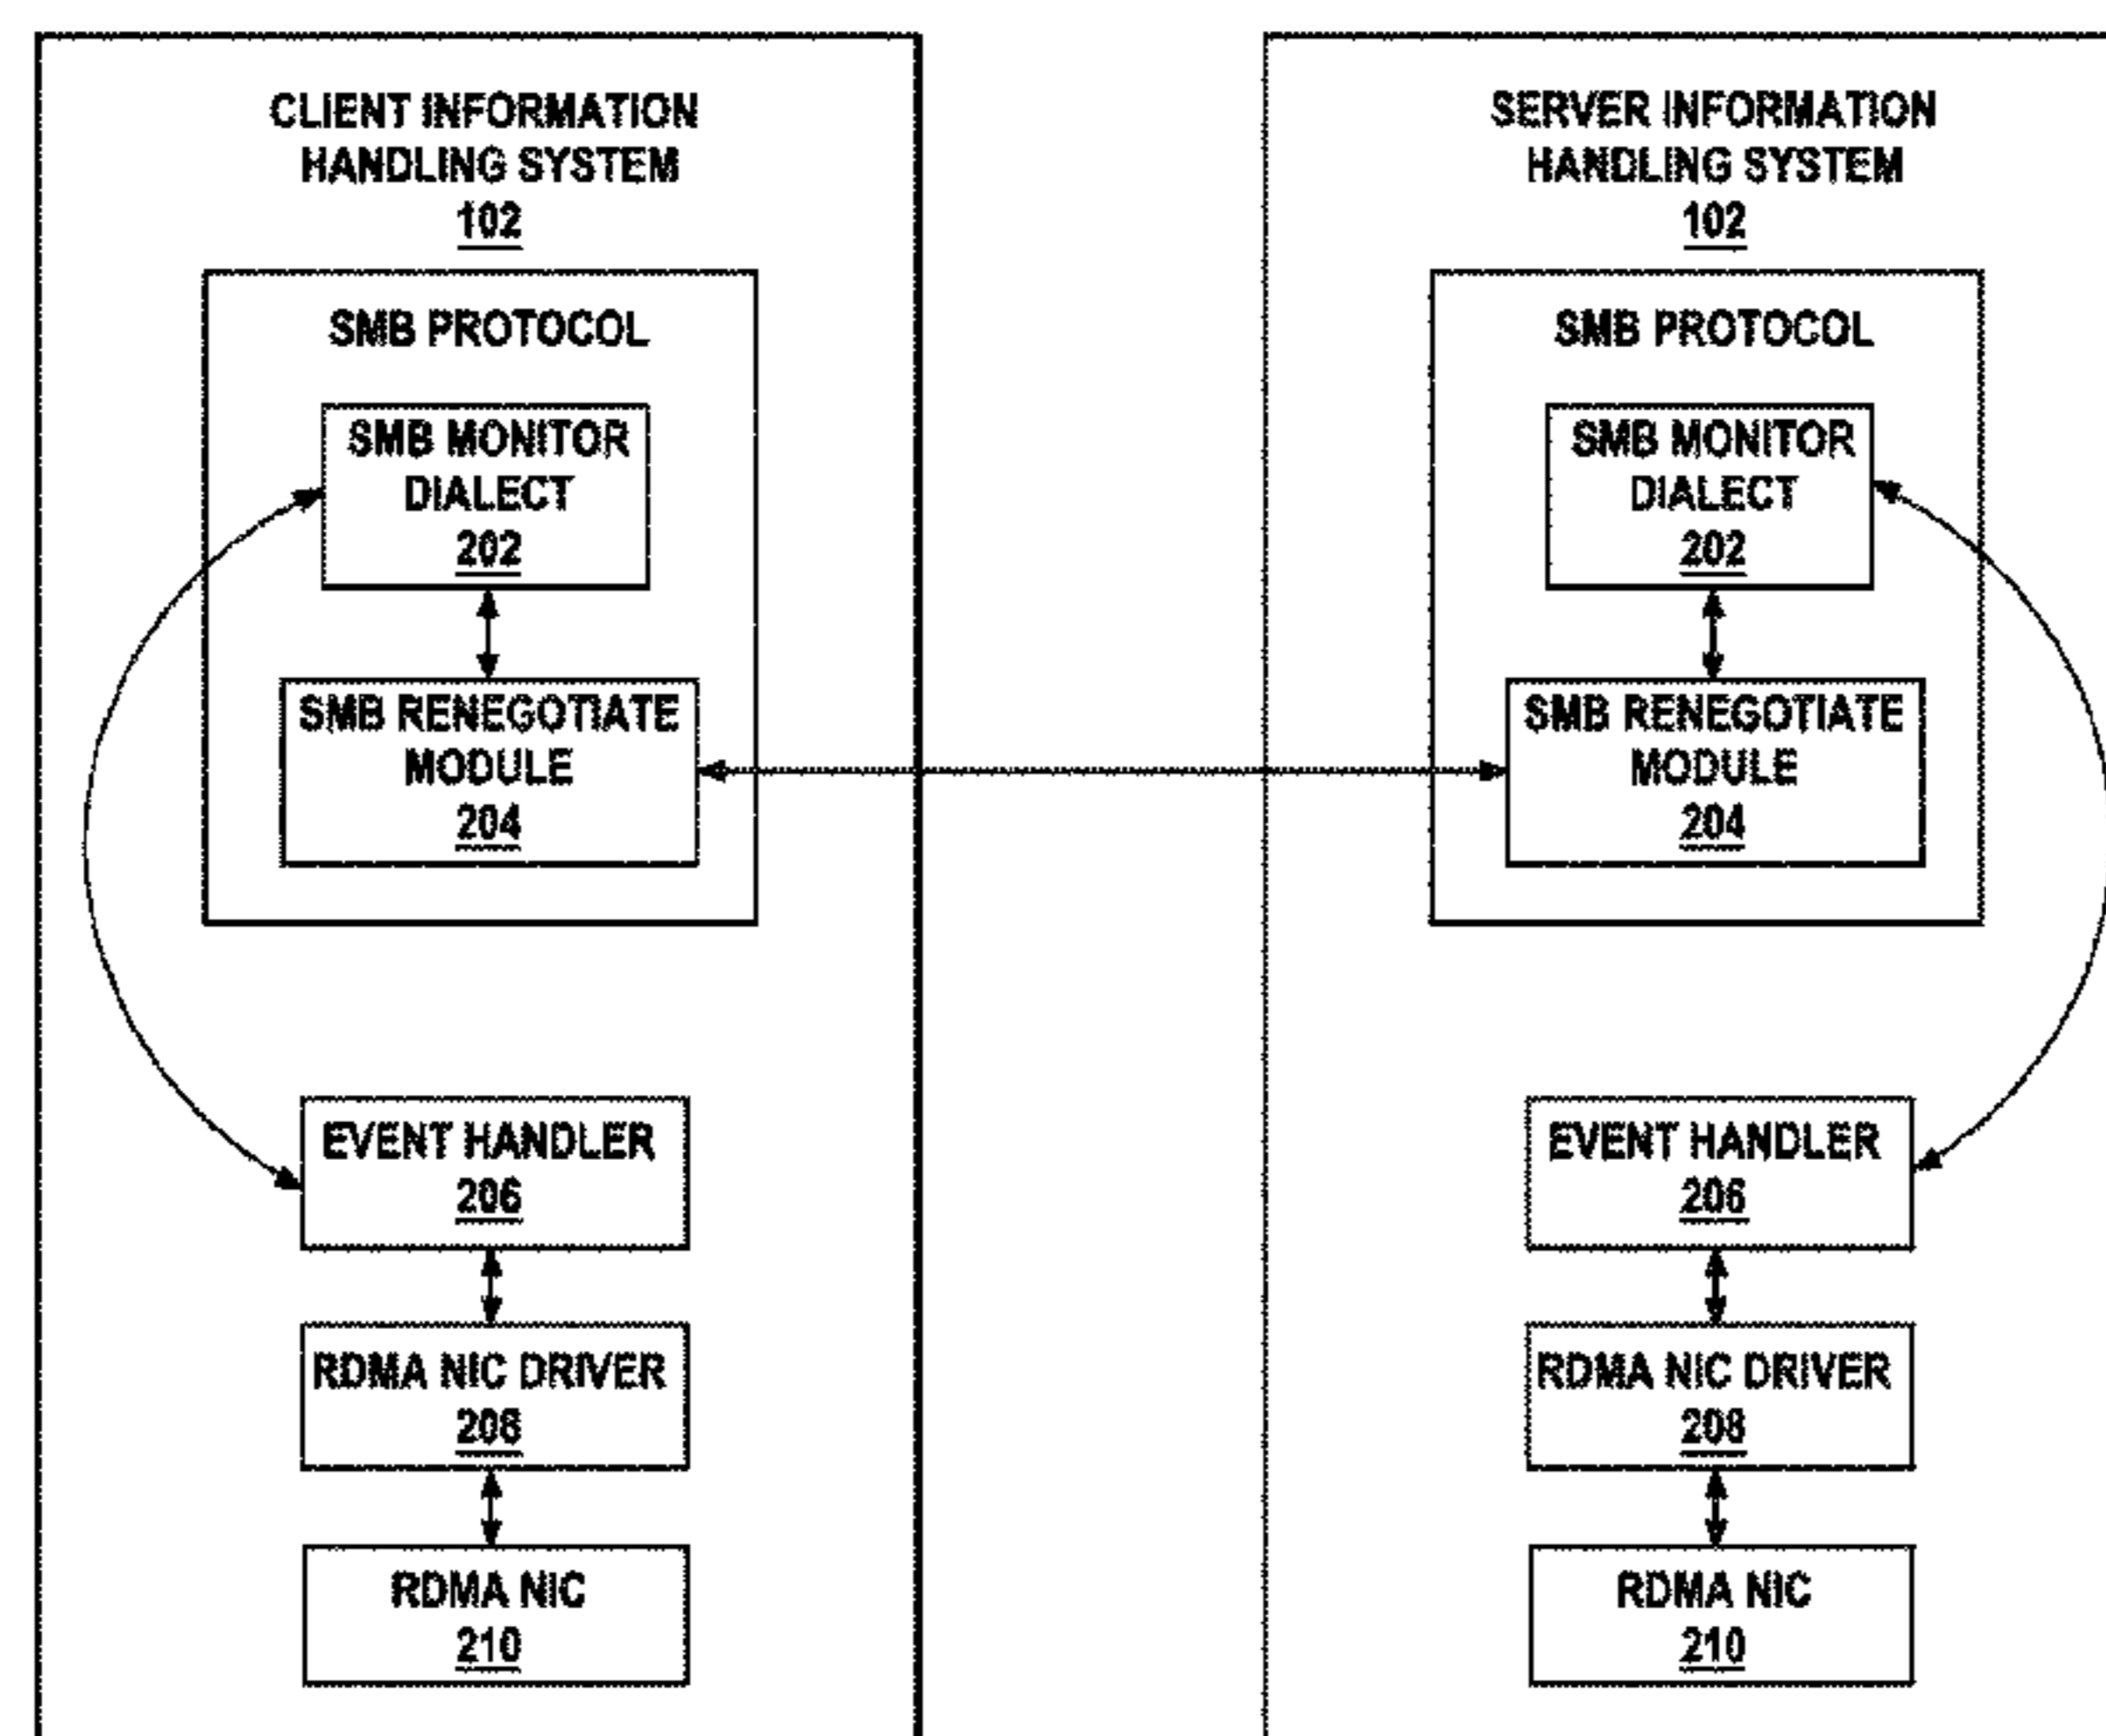 CLIENT INFORMATION
HANDLING SYSTEM
102
SMB PROTOCOL
SMB MONITOR
DIALECT
202
SMB RENEGOTIATE
MODULE
204
EVENT HANDLER
206
RDMA NIC DRIVER
208
RDMA NIC
210
SERVER INFORMATION
HANDLING SYSTEM
102
SMB PROTOCOL
SMB MONITOR
DIALECT
202
SMB RENEGOTIATE
MODULE
204
EVENT HANDLER
206
RDMA NIC DRIVER
208
RDMA NIC
210